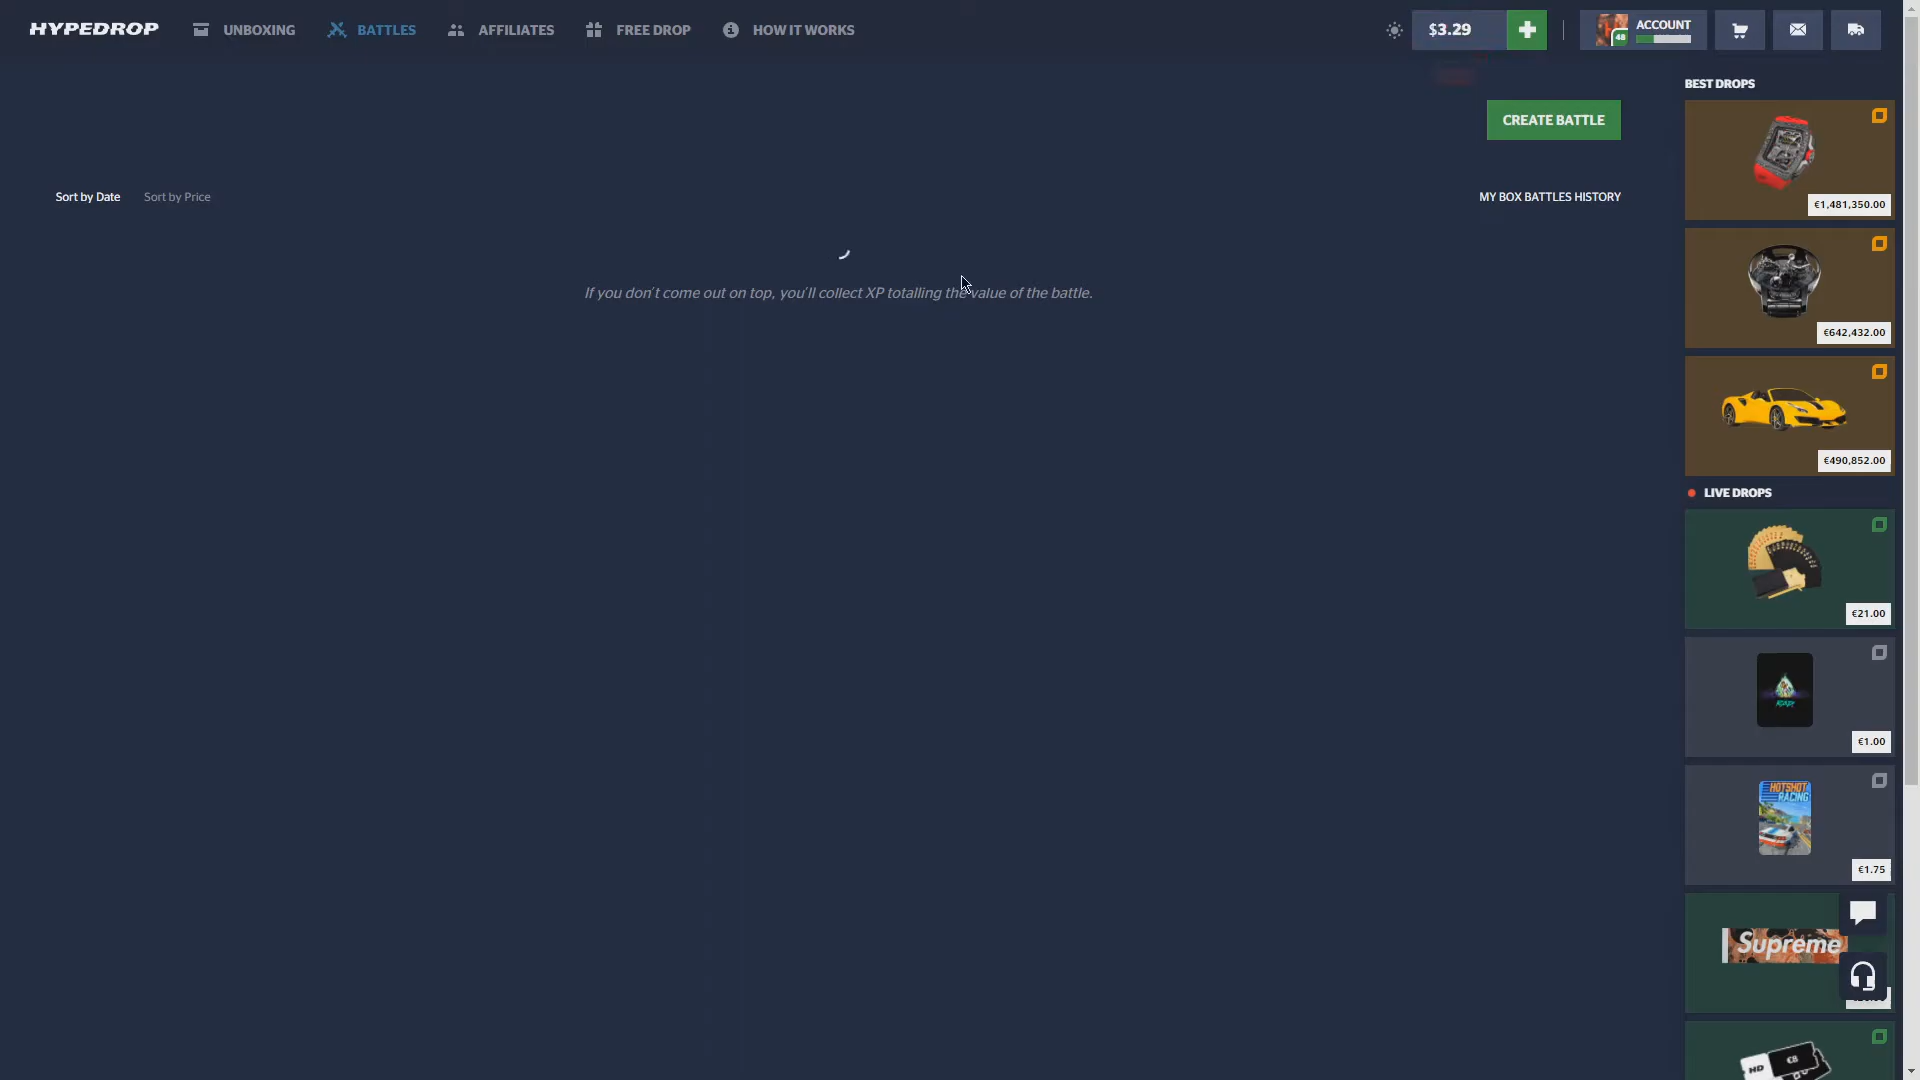 HYPEDROP
UNBOXING
BATTLES
AFFILIATES
FREE DROP
HOW IT WORKS
$3.29
48
ACCOUNT
CREATE BATTLE
Sort by Date
Sort by Price
MY BOX BATTLES HISTORY
If you don't come out on top, you'll collect XP totalling the value of the battle.
BEST DROPS
€1,481,350.00
€642,432.00
€490,852.00
LIVE DROPS
€21.00
€1.00
HOTSHOT
RACING
€1.75
Supreme
HD
€8